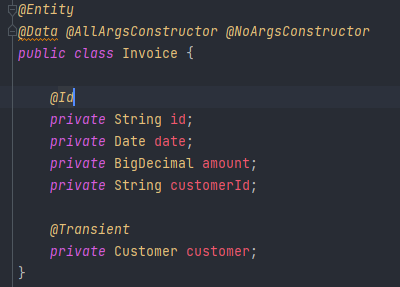 @Entity
@Data @AllArgsConstructor @NoArgsConstructor
public class Invoice {
@Id
private String id;
private Date date;
private BigDecimal amount;
private String customerId;
@Transient
private Customer customer;
}